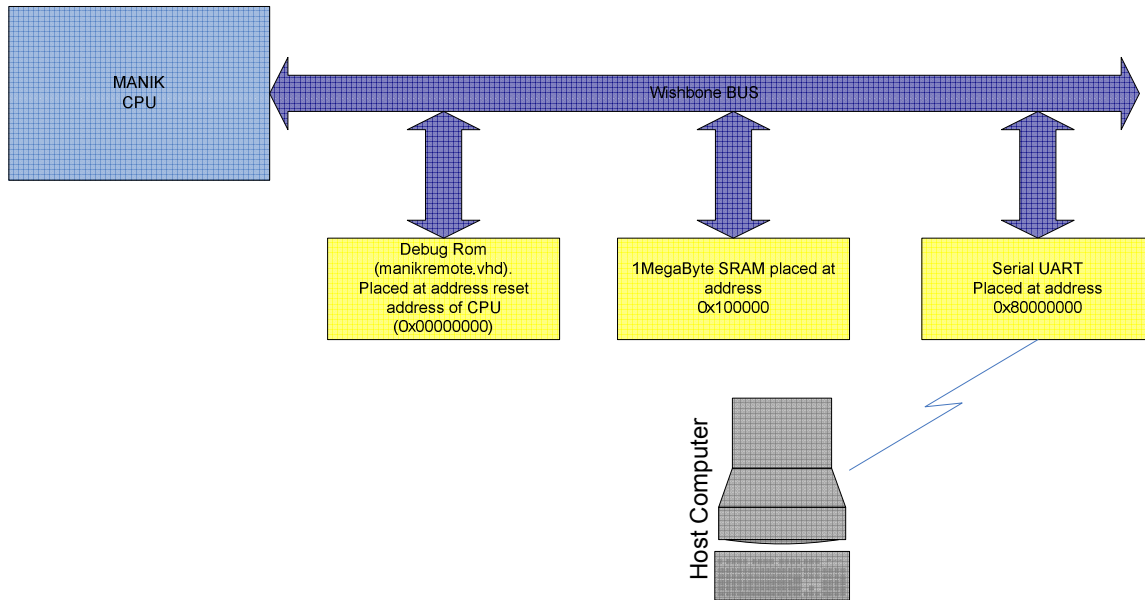 MANIK
CPU
Wishbone BUS
Debug Rom
(manikremote.vhd).
Placed at address reset
address of CPU
(0x00000000)
1MegaByte SRAM placed at
address
0x100000
Serial UART
Placed at address
0x80000000
Host Computer